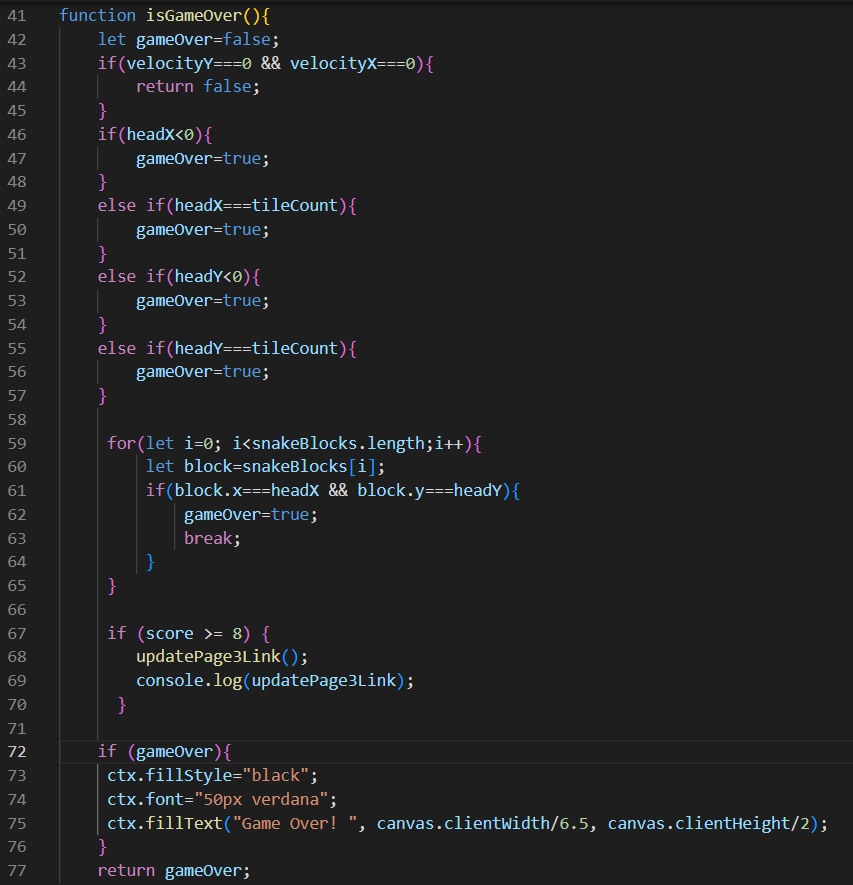 41 function isGameOver(){
42     let gameOver=false;
43     if(velocityY===0 && velocityX===0){
44         return false;
45     }
46     if(headX<0){
47         gameOver=true;
48     }
49     else if(headX===tileCount){
50         gameOver=true;
51     }
52     else if(headY<0){
53         gameOver=true;
54     }
55     else if(headY===tileCount){
56         gameOver=true;
57     }
58
59      for(let i=0; i<snakeBlocks.length;i++){
60          let block=snakeBlocks[i];
61          if(block.x===headX && block.y===headY){
62              gameOver=true;
63              break;
64          }
65      }
66
67      if (score >= 8) {
68         updatePage3Link();
69         console.log(updatePage3Link);
70       }
71
72     if (gameOver){
73      ctx.fillStyle="black";
74      ctx.font="50px verdana";
75      ctx.fillText("Game Over! ", canvas.clientWidth/6.5, canvas.clientHeight/2);
76     }
77     return gameOver;